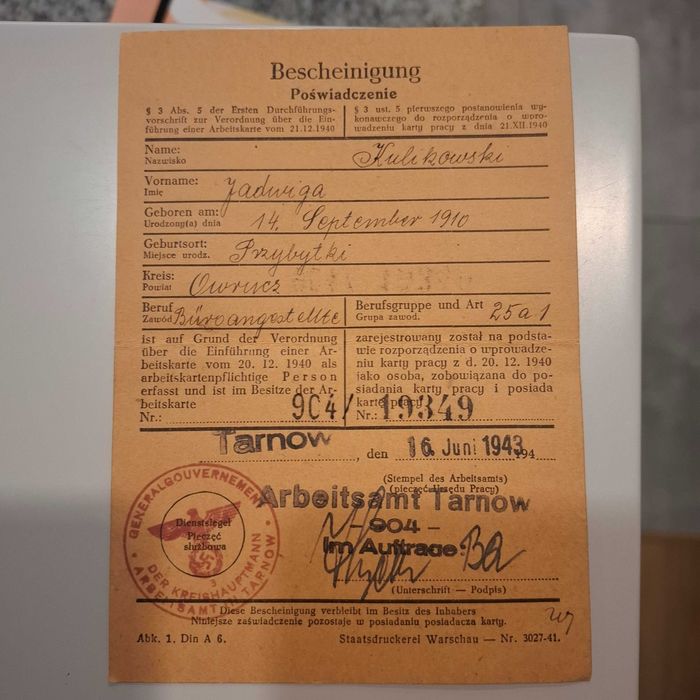 Bescheinigung
Poświadczenie
§ 3 Abs. 5 der Ersten Durchführungs-
vorschrift zur Verordnung über die Ein-
führung einer Arbeitskarte vom 21.12.1940
§ 3 ust. 5 pierwszego postanowienia wy-
konawczego do rozporządzenia o wpro-
wadzeniu karty pracy z dnia 21.XII.1940
Name: Kulikowski
Nazwisko
Vorname: Jadwiga
Imię
Geboren am: 14. September 1910
Urodzony(a) dnia
Geburtsort: Przybytki
Miejsce urodz.
Kreis: Owrucz
Powiat
Beruf Büroangestellte
Zawód
Berufsgruppe und Art 25a1
Grupa zawod.
ist auf Grund der Verordnung
über die Einführung einer Ar-
beitskarte vom 20. 12. 1940 als
arbeitskartenpflichtige Person
erfasst und ist im Besitze der Ar-
beitskarte
Nr.: 904/
zarejestrowany został na podsta-
wie rozporządzenia o wprowadze-
niu karty pracy z d. 20. 12. 1940
jako osoba, zobowiązana do po-
siadania karty pracy i posiada
kartę pracy
Nr.: 19349
Tarnow, den 16. Juni 1943 194
(Stempel des Arbeitsamts)
(pieczęć Urzędu Pracy)
Arbeitsamt Tarnow
- 904 -
Im Auftrage:
(Unterschrift — Podpis)
GENERALGOUVERNEMENT
DER KREISHAUPTMANN
ARBEITSAMT TARNOW
Dienstsiegel
Pieczęć
służbowa
3
Diese Bescheinigung verbleibt im Besitz des Inhabers
Niniejsze zaświadczenie pozostaje w posiadaniu posiadacza karty.
Abk. 1, Din A 6.
Staatsdruckerei Warschau — Nr. 3027-41.